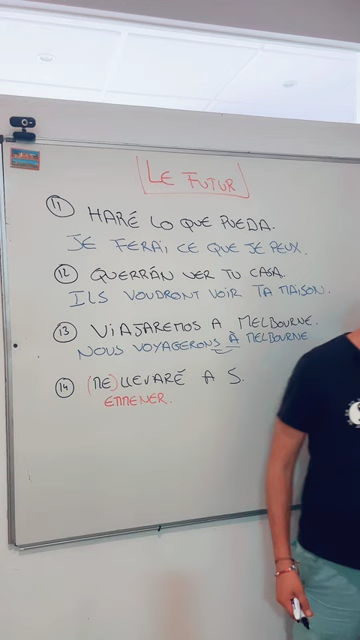 LE FUTUR
11 HARÉ LO QUE PUEDA.
JE FERAI, CE QUE JE PEUX.
12 QUERRÁN VER TU CASA.
ILS VOUDRONT VOIR TA MAISON.
13 VIAJAREMOS A MELBOURNE.
NOUS VOYAGERONS À MELBOURNE
14 (ME) LLEVARÉ A S.
EMMENER.